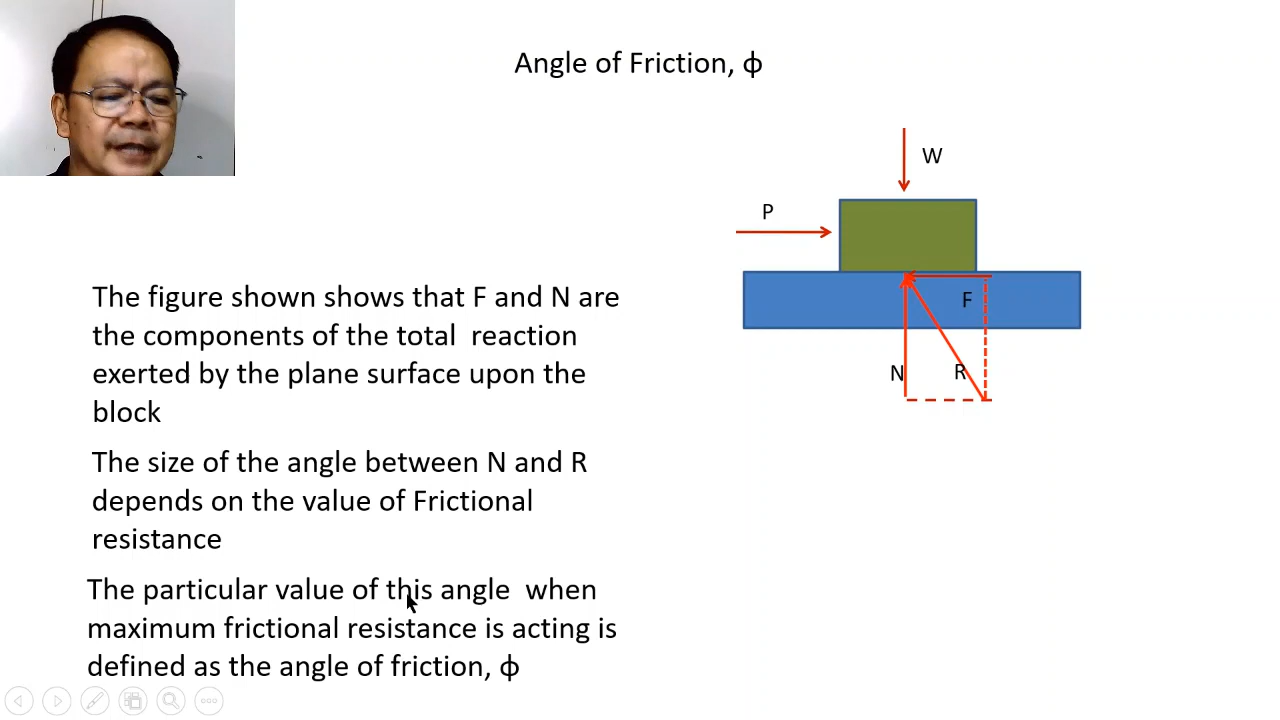 Angle of Friction, ϕ
W
P
F
N
R
The figure shown shows that F and N are
the components of the total  reaction
exerted by the plane surface upon the
block
The size of the angle between N and R
depends on the value of Frictional
resistance
The particular value of this angle  when
maximum frictional resistance is acting is
defined as the angle of friction, ϕ